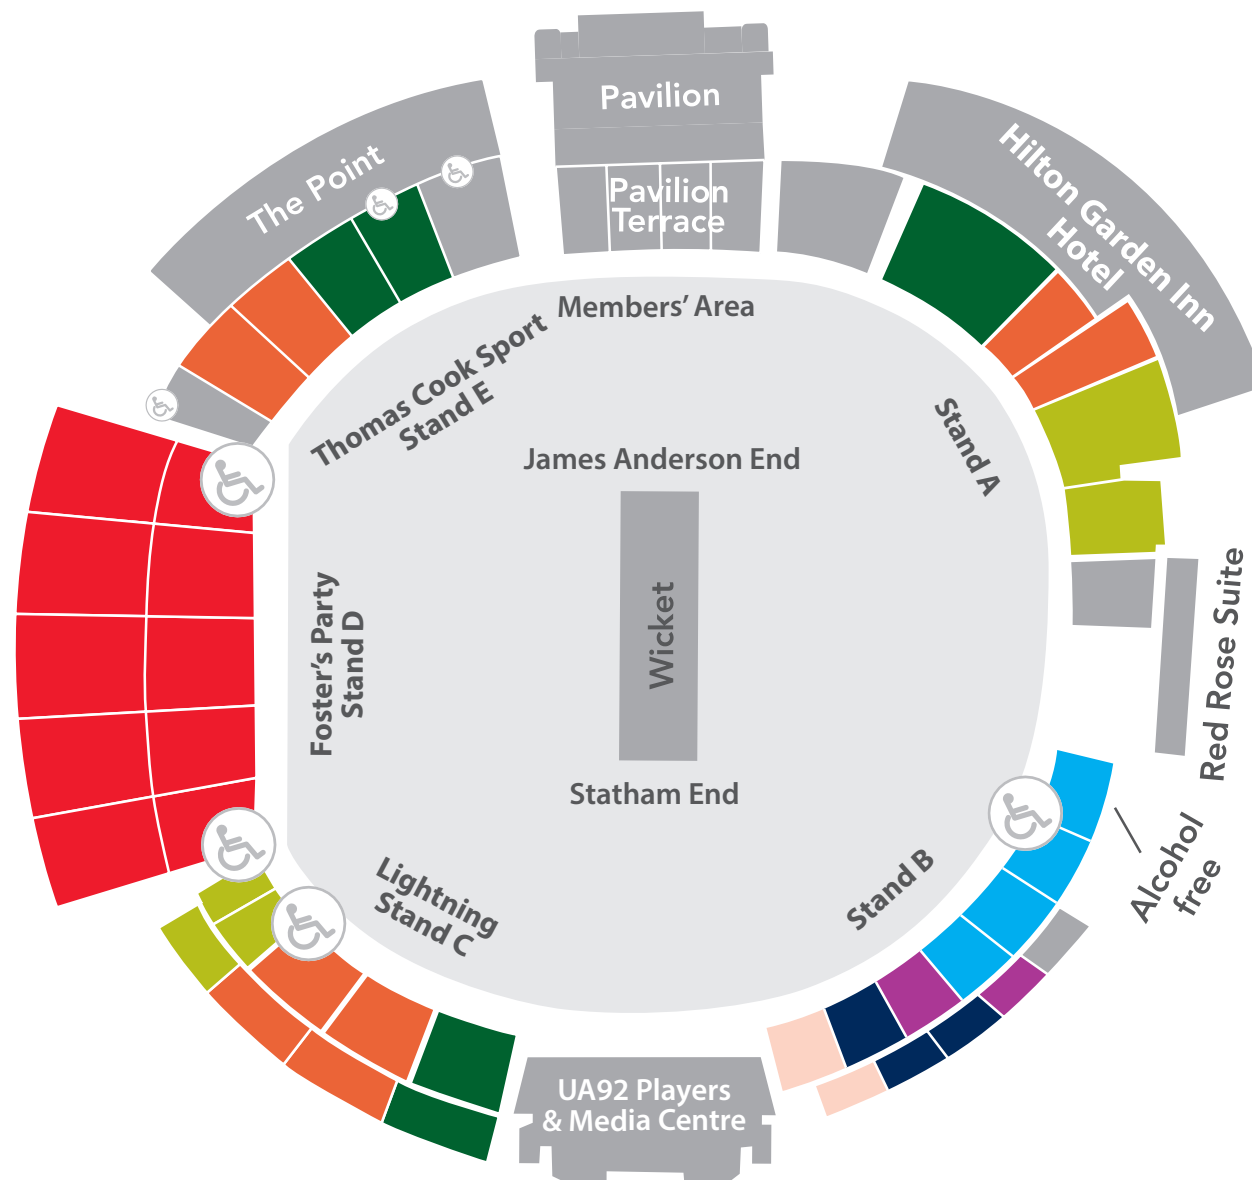 Pavilion
The Point
Pavilion
Terrace
Hilton Garden Inn
Hotel
Members’ Area
Thomas Cook Sport
Stand E
Stand A
James Anderson End
Wicket
Foster’s Party
Stand D
Red Rose Suite
Statham End
Alcohol
free
Lightning
Stand C
Stand B
UA92 Players
& Media Centre